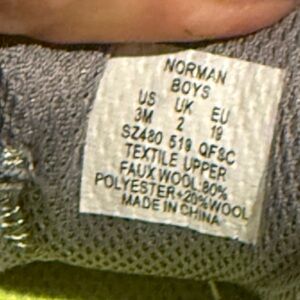 NORMAN
BOYS
US UK EU
3M 2 19
SZ480 519 QFSC
TEXTILE UPPER
FAUX WOOL 80%
POLYESTER+20%WOOL
MADE IN CHINA